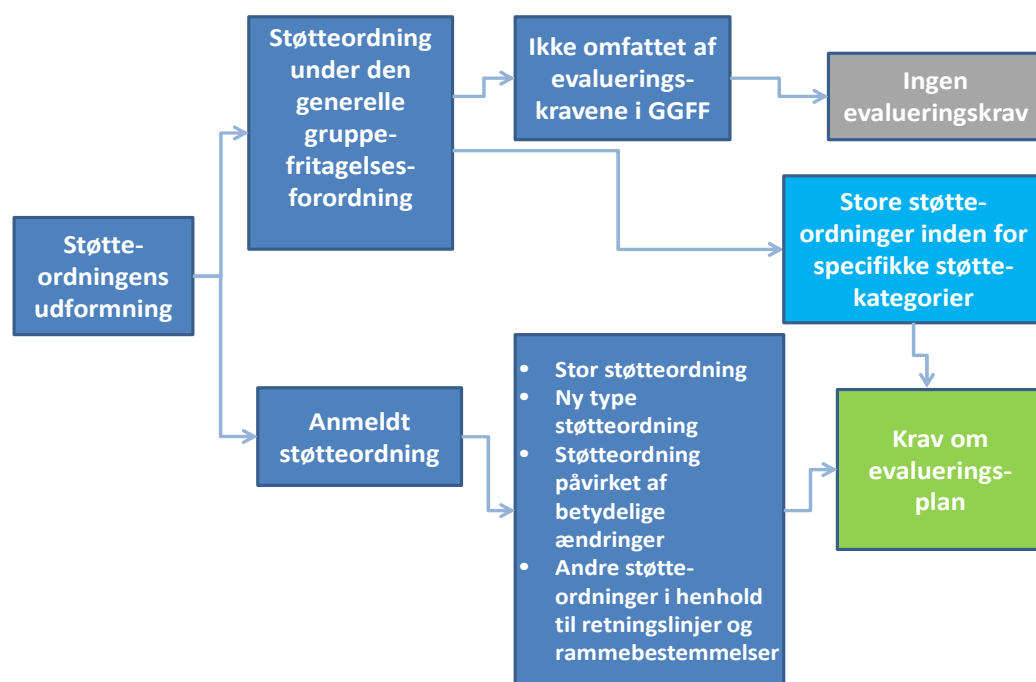 Støtteordning
under den
generelle
gruppe-
fritagelses-
forordning
Ikke omfattet af
evaluerings-
kravene i GGFF
Ingen
evalueringskrav
Støtte-
ordningens
udformning
Store støtte-
ordninger inden for
specifikke støtte-
kategorier
Anmeldt
støtteordning
• Stor støtteordning
• Ny type
støtteordning
• Støtteordning
påvirket af
betydelige
ændringer
• Andre støtte-
ordninger i henhold
til retningslinjer og
rammebestemmelser
Krav om
evaluerings-
plan